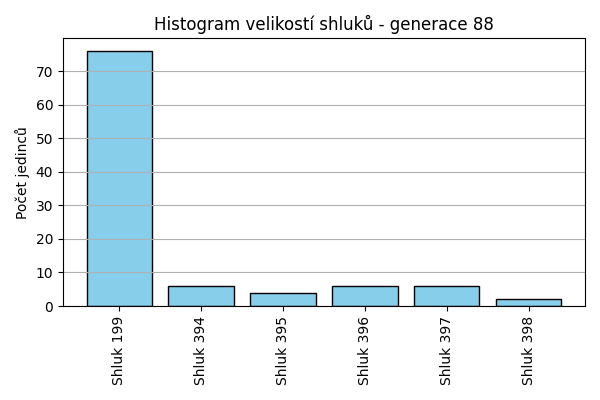 Histogram velikostí shluků - generace 88
Počet jedinců
70
60
50
40
30
20
10
0
Shluk 199
Shluk 394
Shluk 395
Shluk 396
Shluk 397
Shluk 398